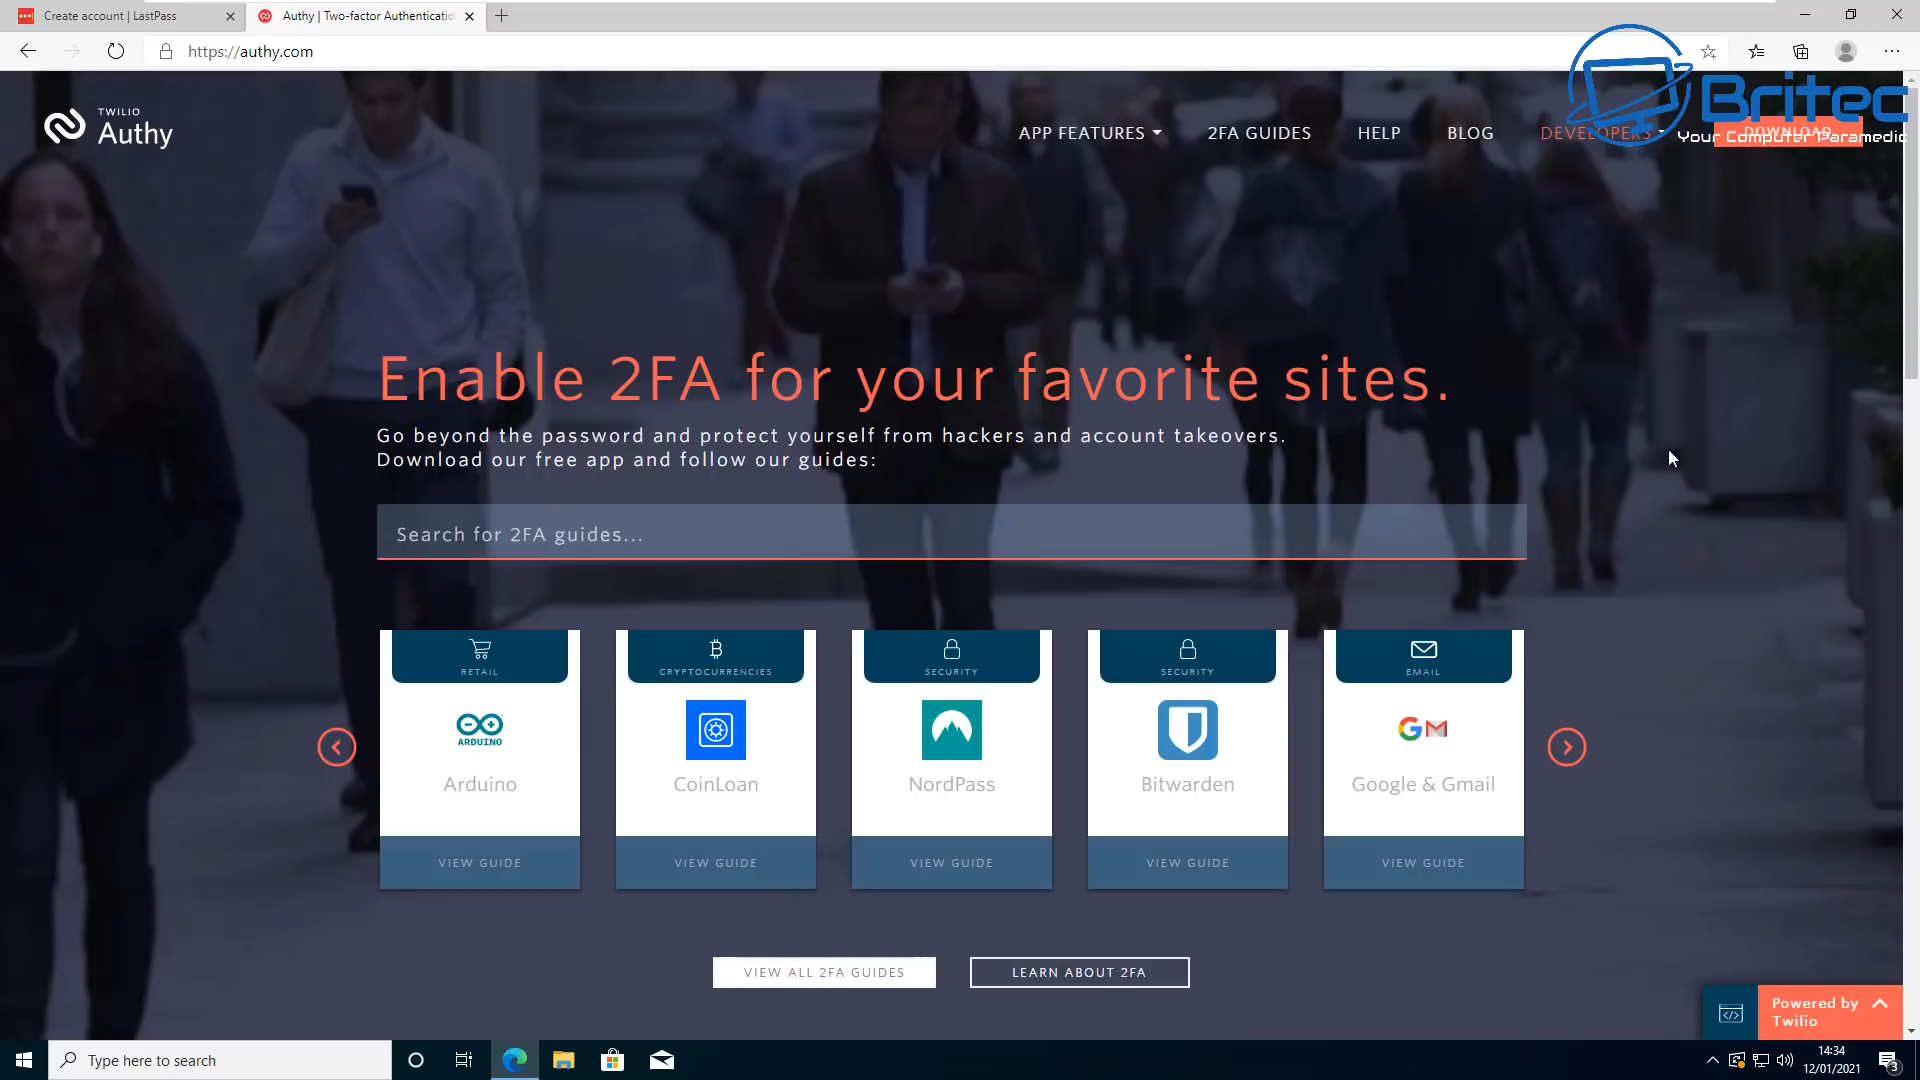 Create account | LastPass
Authy | Two-factor Authenticatio
https://authy.com
Britec
Your Computer Paramedic
TWILIO
Authy
APP FEATURES
2FA GUIDES
HELP
BLOG
DEVELOPERS
DOWNLOAD
Enable 2FA for your favorite sites.
Go beyond the password and protect yourself from hackers and account takeovers.
Download our free app and follow our guides:
Search for 2FA guides...
RETAIL
ARDUINO
Arduino
VIEW GUIDE
CRYPTOCURRENCIES
CoinLoan
VIEW GUIDE
SECURITY
NordPass
VIEW GUIDE
SECURITY
Bitwarden
VIEW GUIDE
EMAIL
Google & Gmail
VIEW GUIDE
VIEW ALL 2FA GUIDES
LEARN ABOUT 2FA
Powered by
Twilio
Type here to search
14:34
12/01/2021
3